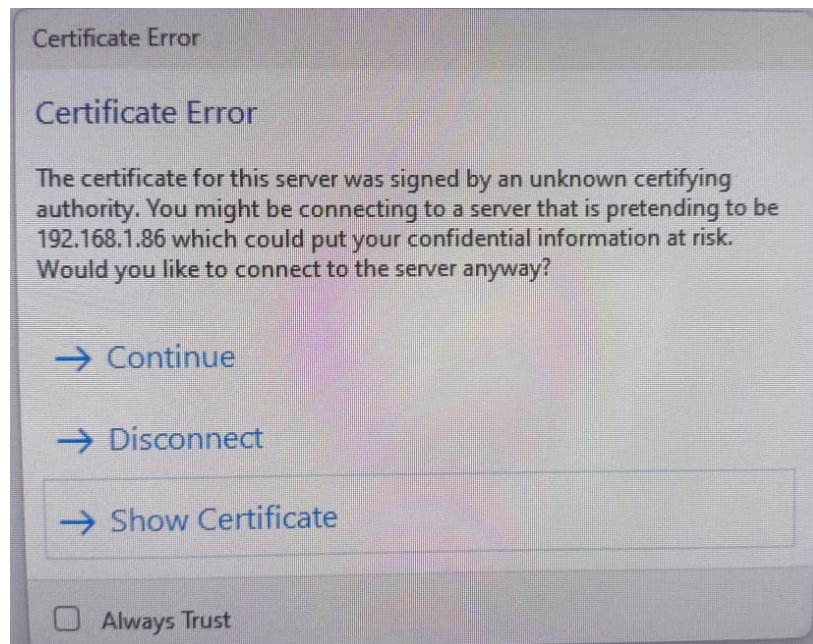 Certificate Error
Certificate Error
The certificate for this server was signed by an unknown certifying
authority. You might be connecting to a server that is pretending to be
192.168.1.86 which could put your confidential information at risk.
Would you like to connect to the server anyway?
→ Continue
→ Disconnect
→ Show Certificate
Always Trust